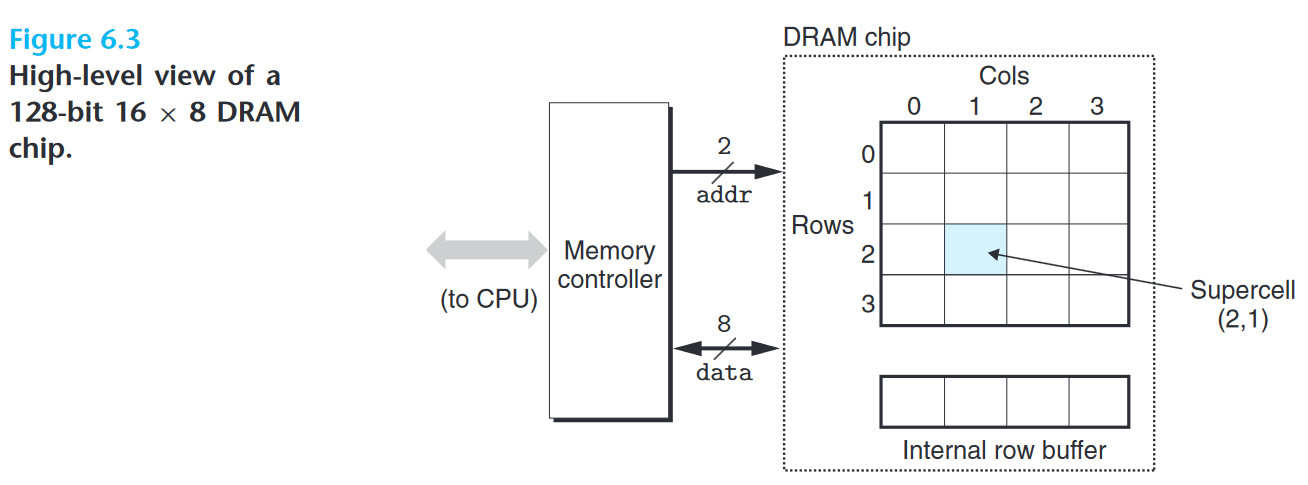 Figure 6.3
High-level view of a
128-bit 16 × 8 DRAM
chip.
DRAM chip
Cols
0 1 2 3
0
1
Rows
2
3
2
addr
Memory
controller
(to CPU)
8
data
Supercell
(2,1)
Internal row buffer